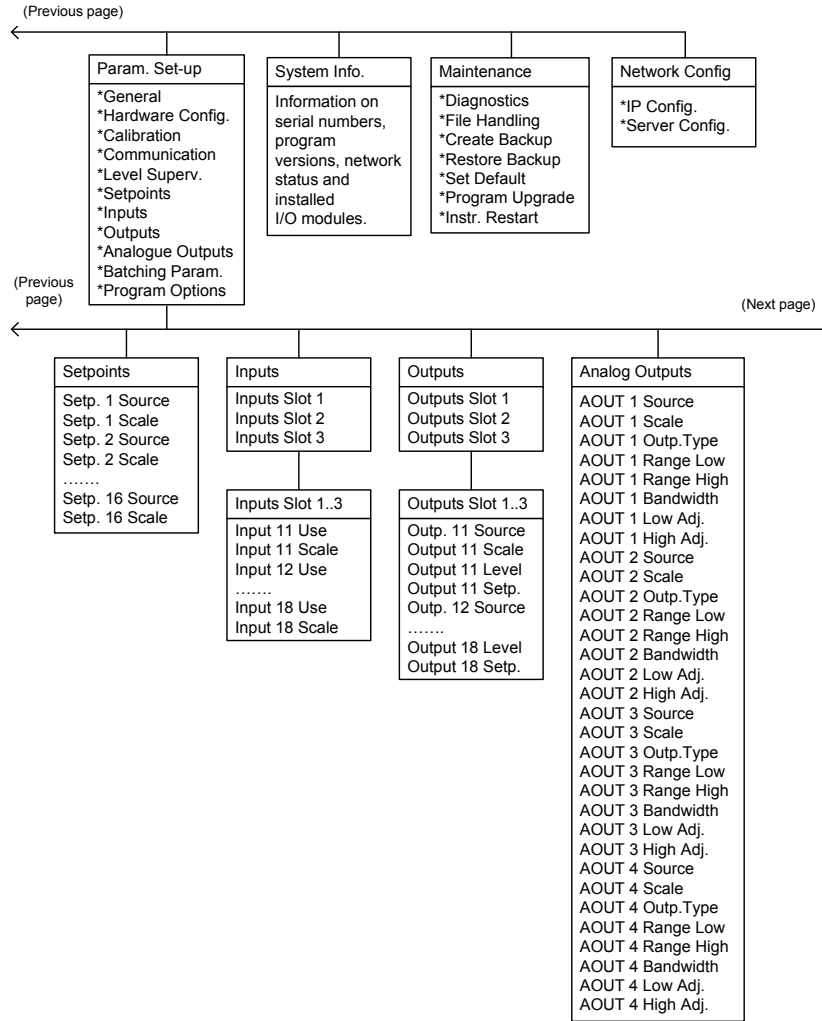 (Previous page)
Param. Set-up
*General
*Hardware Config.
*Calibration
*Communication
*Level Superv.
*Setpoints
*Inputs
*Outputs
*Analogue Outputs
*Batching Param.
*Program Options
System Info.
Information on
serial numbers,
program
versions, network
status and
installed
I/O modules.
Maintenance
*Diagnostics
*File Handling
*Create Backup
*Restore Backup
*Set Default
*Program Upgrade
*Instr. Restart
Network Config
*IP Config.
*Server Config.
(Previous
page)
(Next page)
Setpoints
Setp. 1 Source
Setp. 1 Scale
Setp. 2 Source
Setp. 2 Scale
…….
Setp. 16 Source
Setp. 16 Scale
Inputs
Inputs Slot 1
Inputs Slot 2
Inputs Slot 3
Inputs Slot 1..3
Input 11 Use
Input 11 Scale
Input 12 Use
…….
Input 18 Use
Input 18 Scale
Outputs
Outputs Slot 1
Outputs Slot 2
Outputs Slot 3
Outputs Slot 1..3
Outp. 11 Source
Output 11 Scale
Output 11 Level
Output 11 Setp.
Outp. 12 Source
…….
Output 18 Level
Output 18 Setp.
Analog Outputs
AOUT 1 Source
AOUT 1 Scale
AOUT 1 Outp.Type
AOUT 1 Range Low
AOUT 1 Range High
AOUT 1 Bandwidth
AOUT 1 Low Adj.
AOUT 1 High Adj.
AOUT 2 Source
AOUT 2 Scale
AOUT 2 Outp.Type
AOUT 2 Range Low
AOUT 2 Range High
AOUT 2 Bandwidth
AOUT 2 Low Adj.
AOUT 2 High Adj.
AOUT 3 Source
AOUT 3 Scale
AOUT 3 Outp.Type
AOUT 3 Range Low
AOUT 3 Range High
AOUT 3 Bandwidth
AOUT 3 Low Adj.
AOUT 3 High Adj.
AOUT 4 Source
AOUT 4 Scale
AOUT 4 Outp.Type
AOUT 4 Range Low
AOUT 4 Range High
AOUT 4 Bandwidth
AOUT 4 Low Adj.
AOUT 4 High Adj.